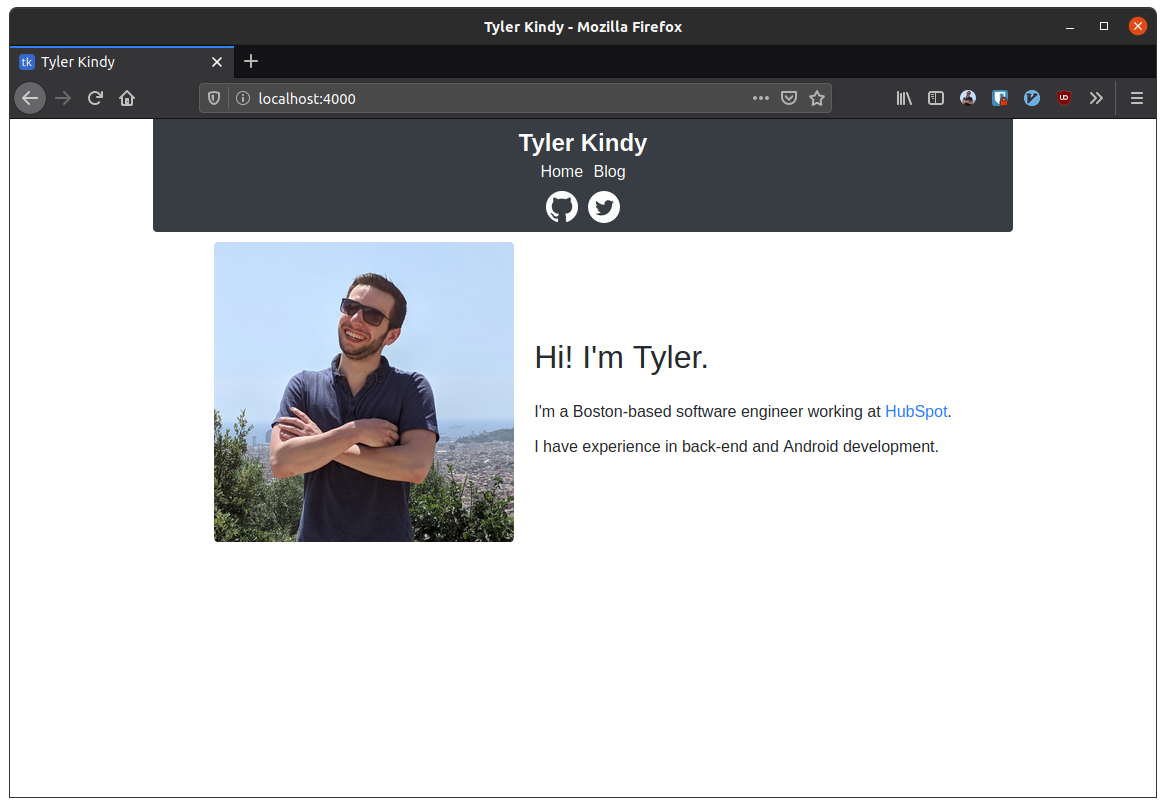 Tyler Kindy - Mozilla Firefox
tk Tyler Kindy
localhost:4000
Tyler Kindy
Home Blog
Hi! I'm Tyler.
I'm a Boston-based software engineer working at HubSpot.
I have experience in back-end and Android development.